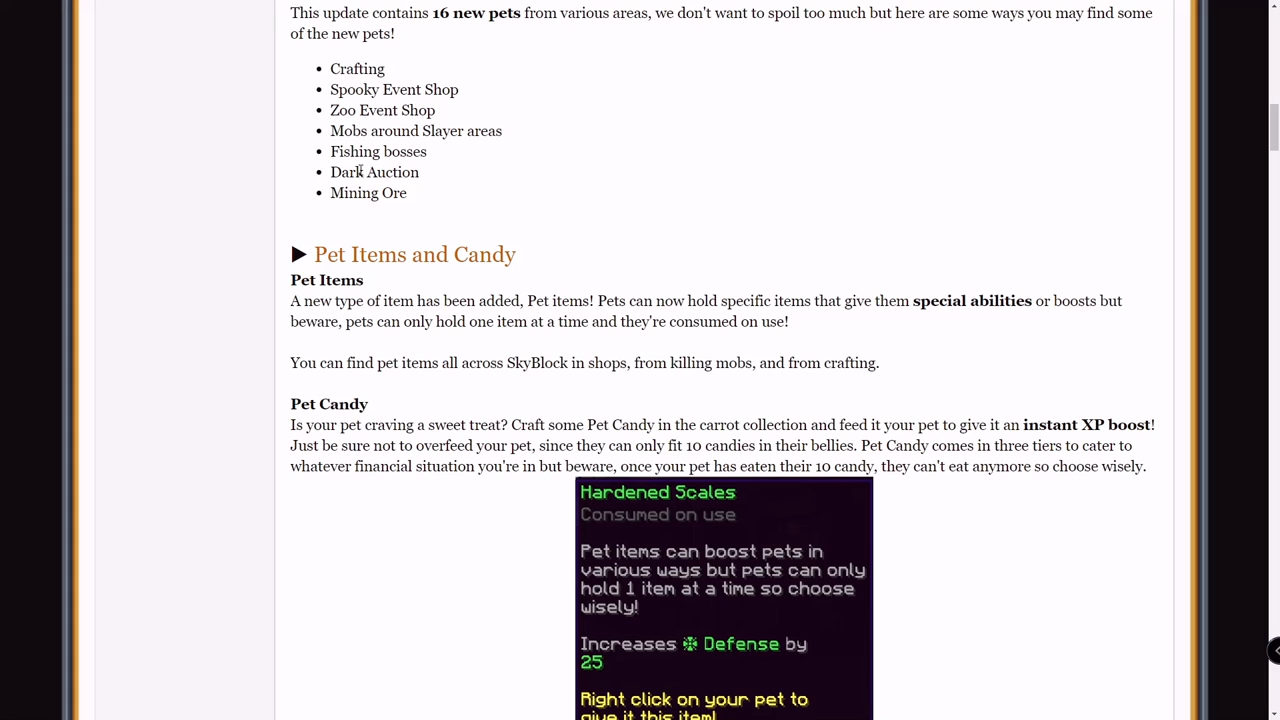 This update contains 16 new pets from various areas, we don't want to spoil too much but here are some ways you may find some
of the new pets!
• Crafting
• Spooky Event Shop
• Zoo Event Shop
• Mobs around Slayer areas
• Fishing bosses
• Dark Auction
• Mining Ore
► Pet Items and Candy
Pet Items
A new type of item has been added, Pet items! Pets can now hold specific items that give them special abilities or boosts but
beware, pets can only hold one item at a time and they're consumed on use!
You can find pet items all across SkyBlock in shops, from killing mobs, and from crafting.
Pet Candy
Is your pet craving a sweet treat? Craft some Pet Candy in the carrot collection and feed it your pet to give it an instant XP boost!
Just be sure not to overfeed your pet, since they can only fit 10 candies in their bellies. Pet Candy comes in three tiers to cater to
whatever financial situation you're in but beware, once your pet has eaten their 10 candy, they can't eat anymore so choose wisely.
Hardened Scales
Consumed on use
Pet items can boost pets in
various ways but pets can only
hold 1 item at a time so choose
wisely!
Increases Defense by
25
Right click on your pet to
give it this item!